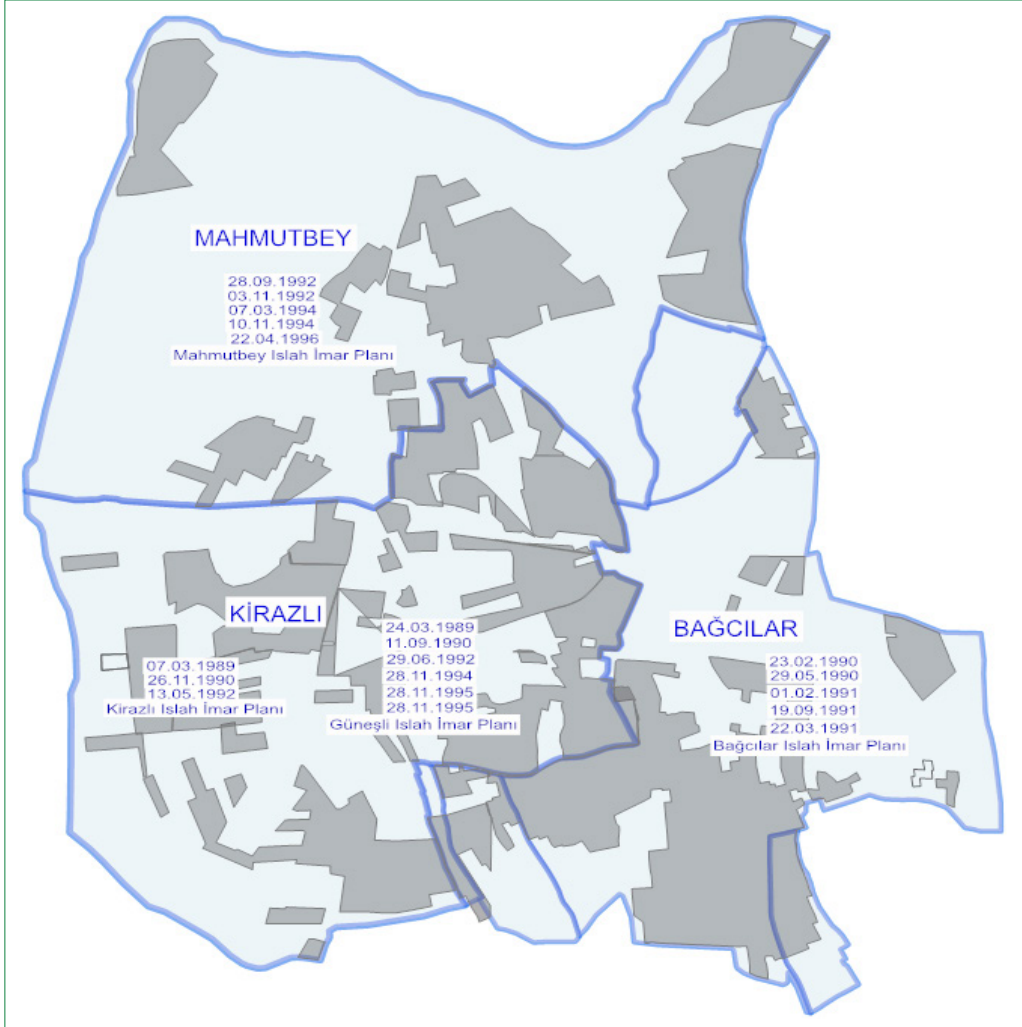 MAHMUTBEY
28.09.1992
03.11.1992
07.03.1994
10.11.1994
22.04.1996
Mahmutbey Islah İmar Planı
KİRAZLI
07.03.1989
26.11.1990
13.05.1992
Kirazlı Islah İmar Planı
24.03.1989
11.09.1990
29.06.1992
28.11.1994
28.11.1995
28.11.1995
Güneşli Islah İmar Planı
BAĞCILAR
23.02.1990
29.05.1990
01.02.1991
19.09.1991
22.03.1991
Bağcılar Islah İmar Planı